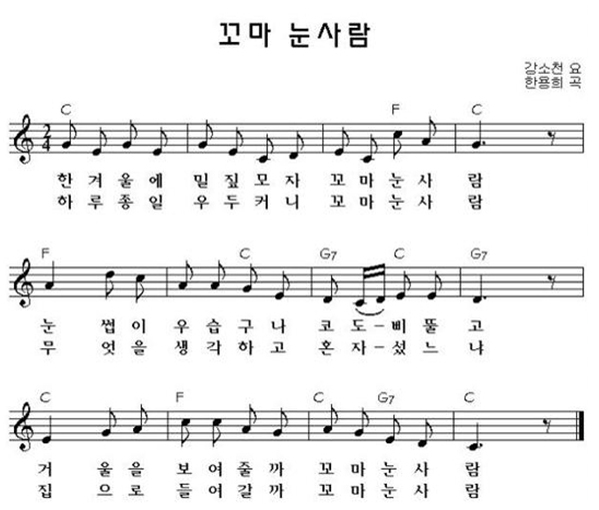 꼬마 눈사람
강소천 요
한용희 곡
C F C
2
4
한겨울에 밀짚모자 꼬마눈사 람
하루종일 우두커니 꼬마눈사 람
F C G7 C G7
눈 썹이 우습구나 코도-삐뚤고
무 엇을 생각하고 혼자-섰느냐
C F C G7 C
거 울을 보여줄까 꼬마눈사 람
집 으로 들여갈까 꼬마눈사 람